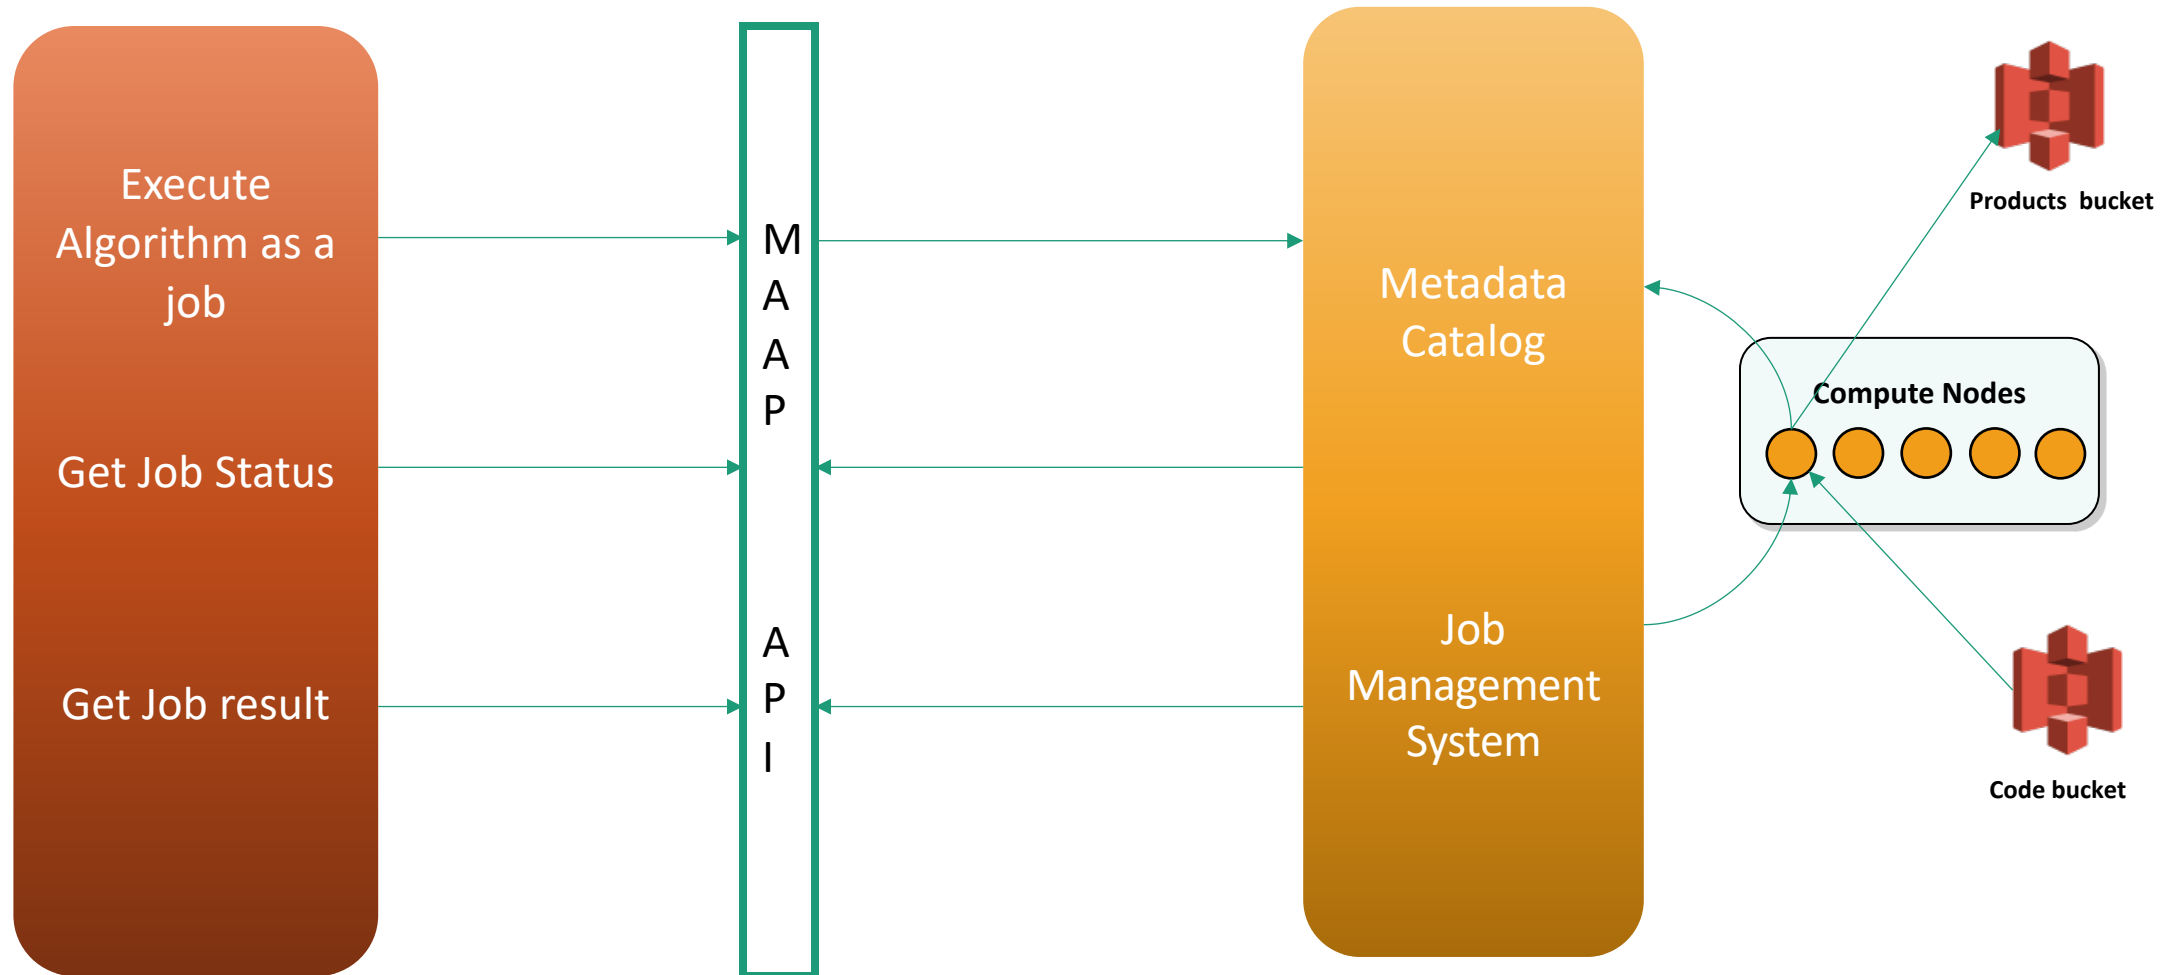 Execute
Algorithm as a
job
Get Job Status
Get Job result
M
A
A
P
A
P
I
Metadata
Catalog
Job
Management
System
Products bucket
Compute Nodes
Code bucket